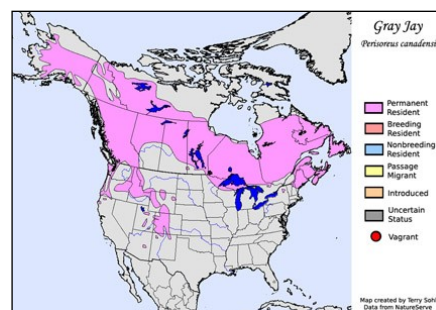 Gray Jay
Perisoreus canadensis
Permanent
Resident
Breeding
Resident
Nonbreeding
Resident
Passage
Migrant
Introduced
Uncertain
Status
Vagrant
Map created by Terry Sohl
Data from NatureServe